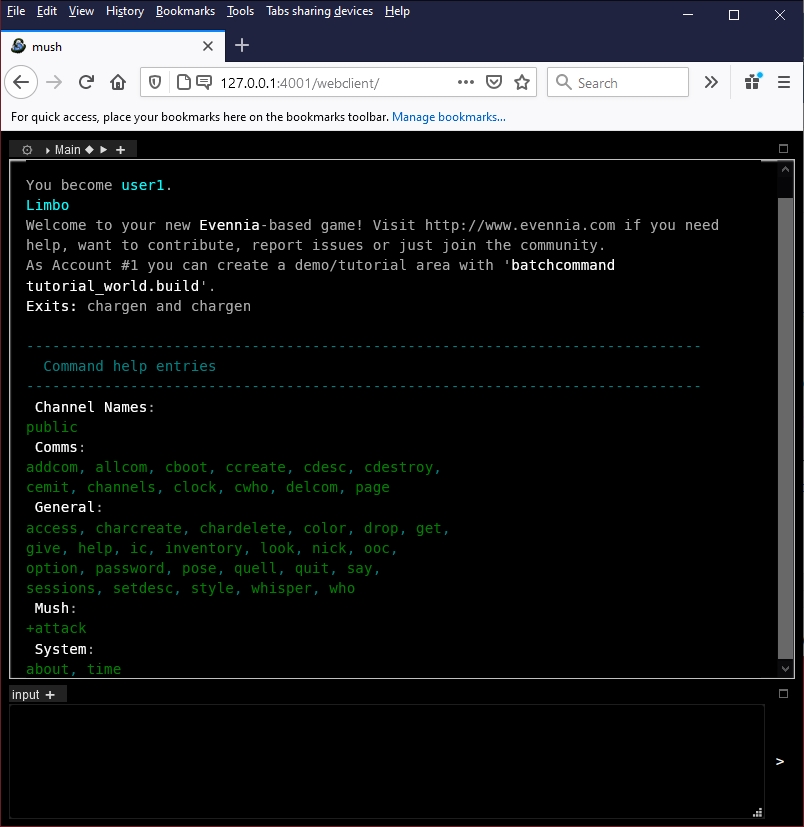 File Edit View History Bookmarks Tools Tabs sharing devices Help
mush
127.0.0.1:4001/webclient/
Search
For quick access, place your bookmarks here on the bookmarks toolbar. Manage bookmarks...
Main
You become user1.
Limbo
Welcome to your new Evennia-based game! Visit http://www.evennia.com if you need
help, want to contribute, report issues or just join the community.
As Account #1 you can create a demo/tutorial area with 'batchcommand
tutorial_world.build'.
Exits: chargen and chargen
-----------------------------------------------------------------------------
Command help entries
-----------------------------------------------------------------------------
Channel Names:
public
Comms:
addcom, allcom, cboot, ccreate, cdesc, cdestroy,
cemit, channels, clock, cwho, delcom, page
General:
access, charcreate, chardelete, color, drop, get,
give, help, ic, inventory, look, nick, ooc,
option, password, pose, quell, quit, say,
sessions, setdesc, style, whisper, who
Mush:
+attack
System:
about, time
input +
>